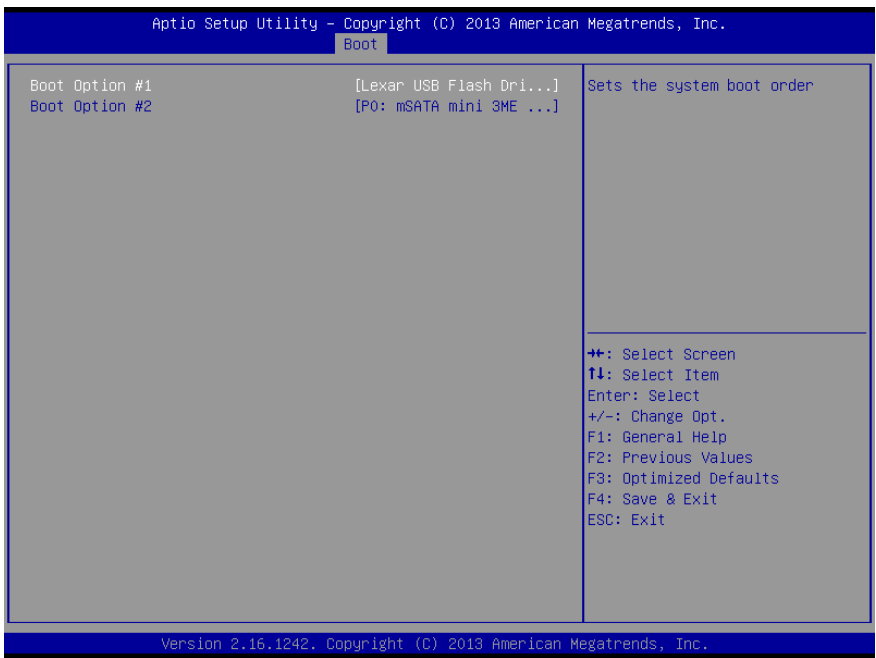 Aptio Setup Utility – Copyright (C) 2013 American Megatrends, Inc.
Boot
Boot Option #1 [Lexar USB Flash Dri...]
Boot Option #2 [P0: mSATA mini 3ME ...]
Sets the system boot order
→←: Select Screen
↑↓: Select Item
Enter: Select
+/-: Change Opt.
F1: General Help
F2: Previous Values
F3: Optimized Defaults
F4: Save & Exit
ESC: Exit
Version 2.16.1242. Copyright (C) 2013 American Megatrends, Inc.